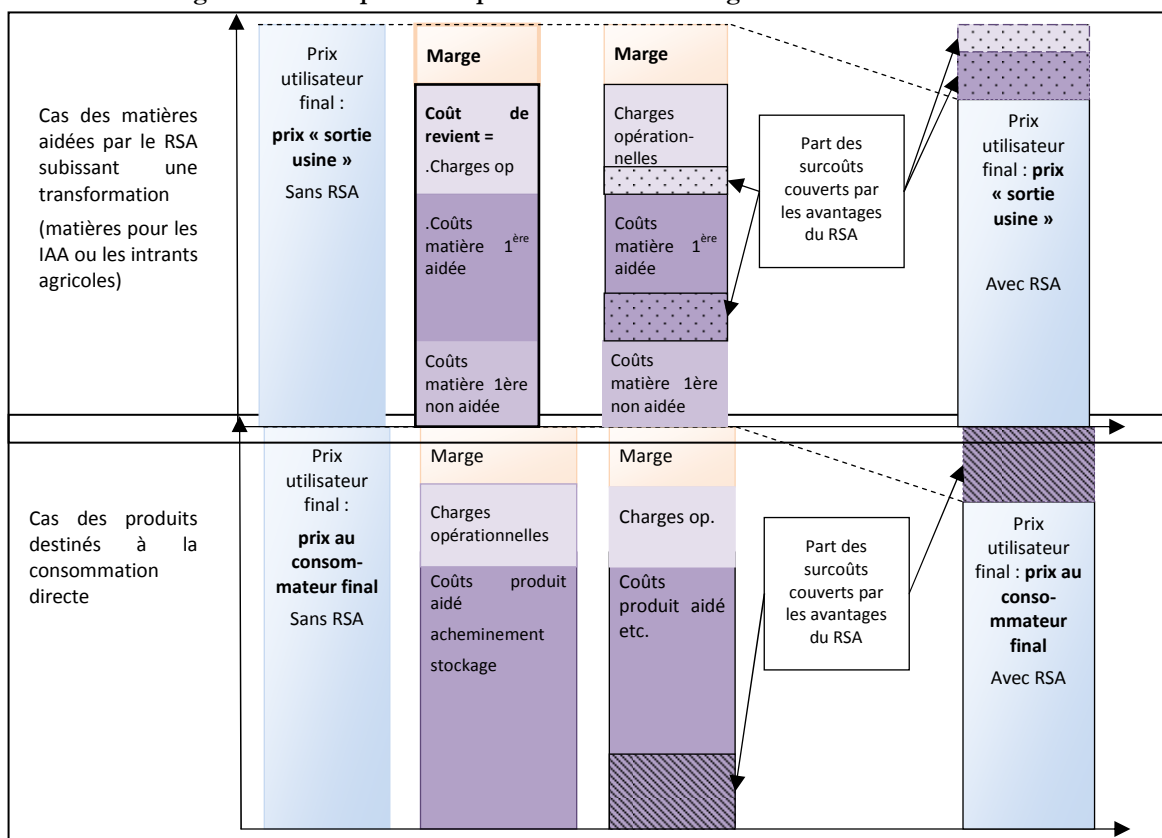 Cas des matières
aidées par le RSA
subissant une
transformation
(matières pour les
IAA ou les intrants
agricoles)
Prix
utilisateur
final :
prix « sortie
usine »
Sans RSA
Marge
Coût de
revient =
.Charges op
.Coûts
matière 1ère
aidée
Coûts
matière 1ère
non aidée
Marge
Charges
opération-
nelles
Coûts
matière 1ère
aidée
Coûts
matière 1ère
non aidée
Part des
surcoûts
couverts par
les avantages
du RSA
Prix
utilisateur
final : prix
« sortie
usine »
Avec RSA
Cas des produits
destinés à la
consommation
directe
Prix
utilisateur
final :
prix au
consom-
mateur final
Sans RSA
Marge
Charges
opérationnelles
Coûts produit
aidé
acheminement
stockage
Marge
Charges op.
Coûts
produit aidé
etc.
Part des
surcoûts
couverts par
les avantages
du RSA
Prix
utilisateur
final : prix au
conso-
mmateur
final
Avec RSA